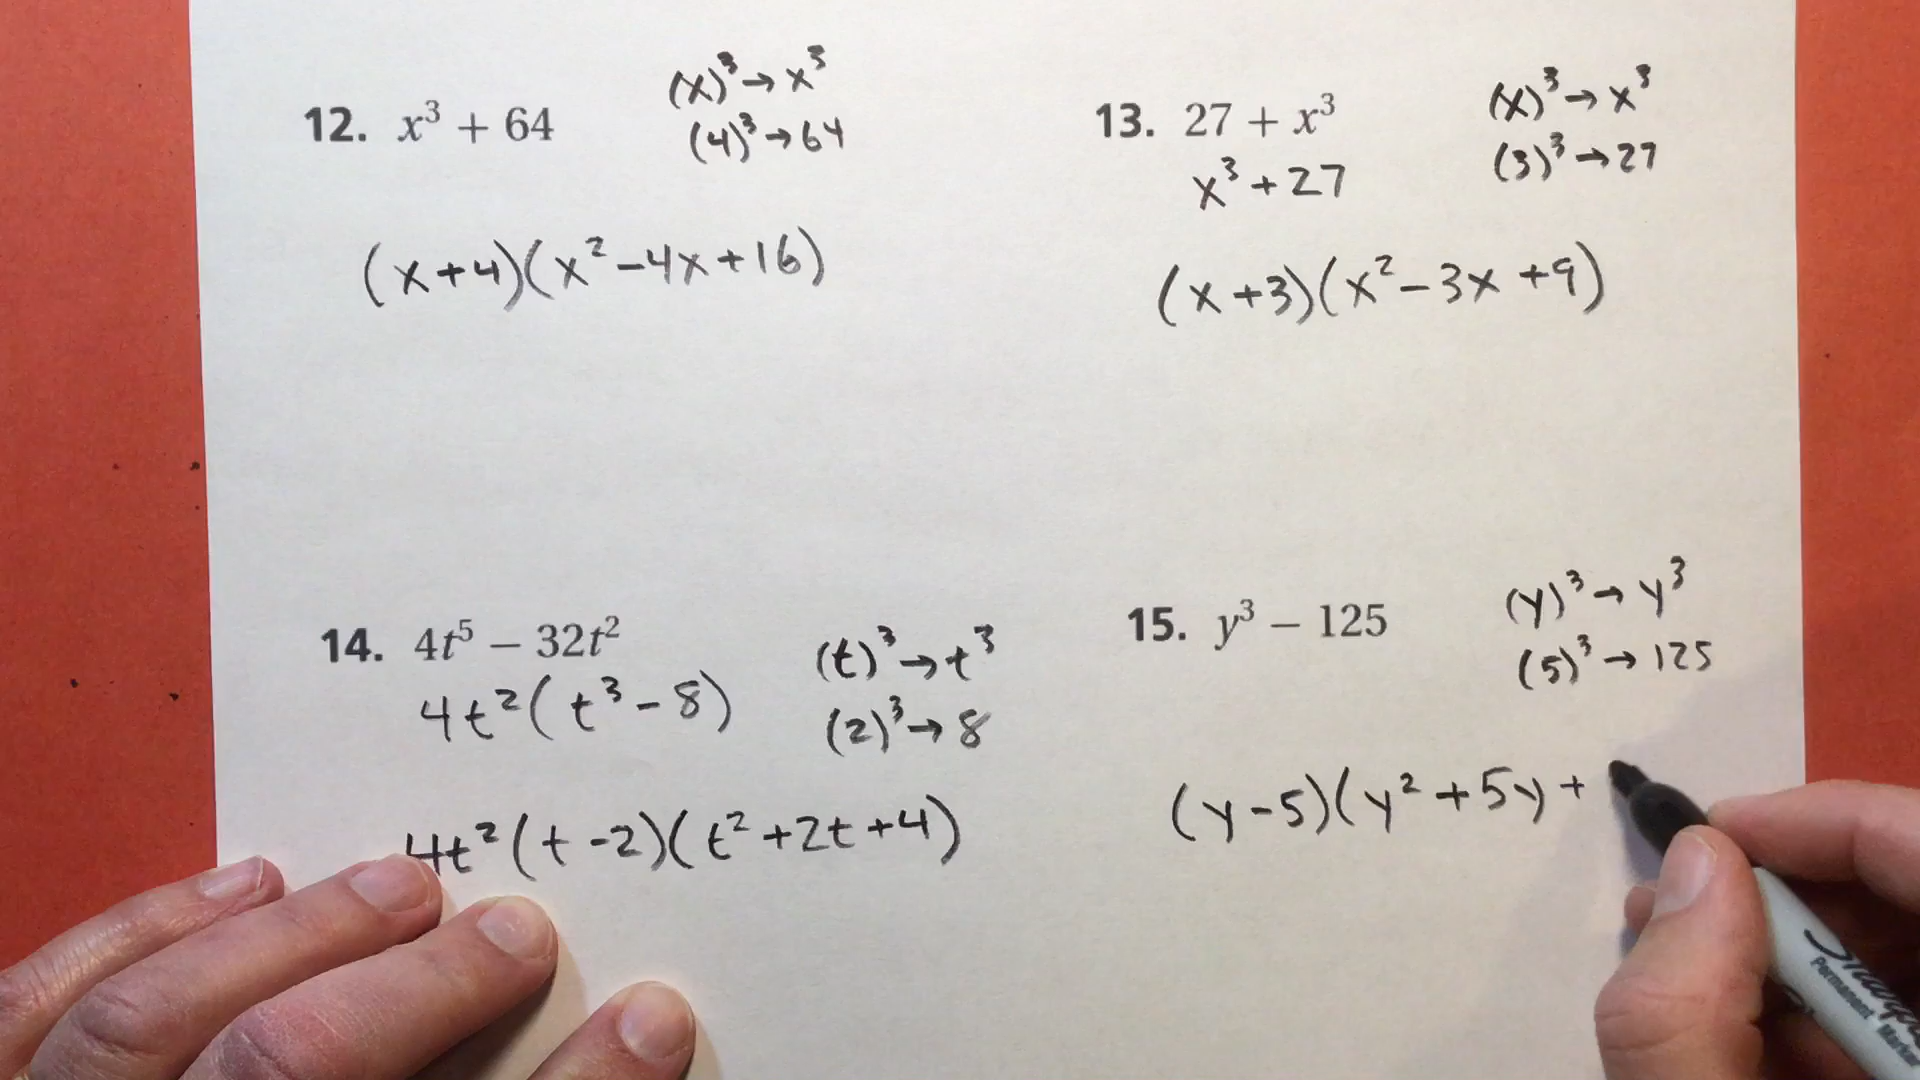 12. x³ + 64
(x)³→x³
(4)³→64
(x+4)(x²-4x+16)
13. 27 + x³
x³+27
(x)³→x³
(3)³→27
(x+3)(x²-3x+9)
14. 4t⁵ − 32t²
4t²(t³-8)
(t)³→t³
(2)³→8
4t²(t-2)(t²+2t+4)
15. y³ − 125
(y)³→y³
(5)³→125
(y-5)(y²+5y+
Permanent Marker